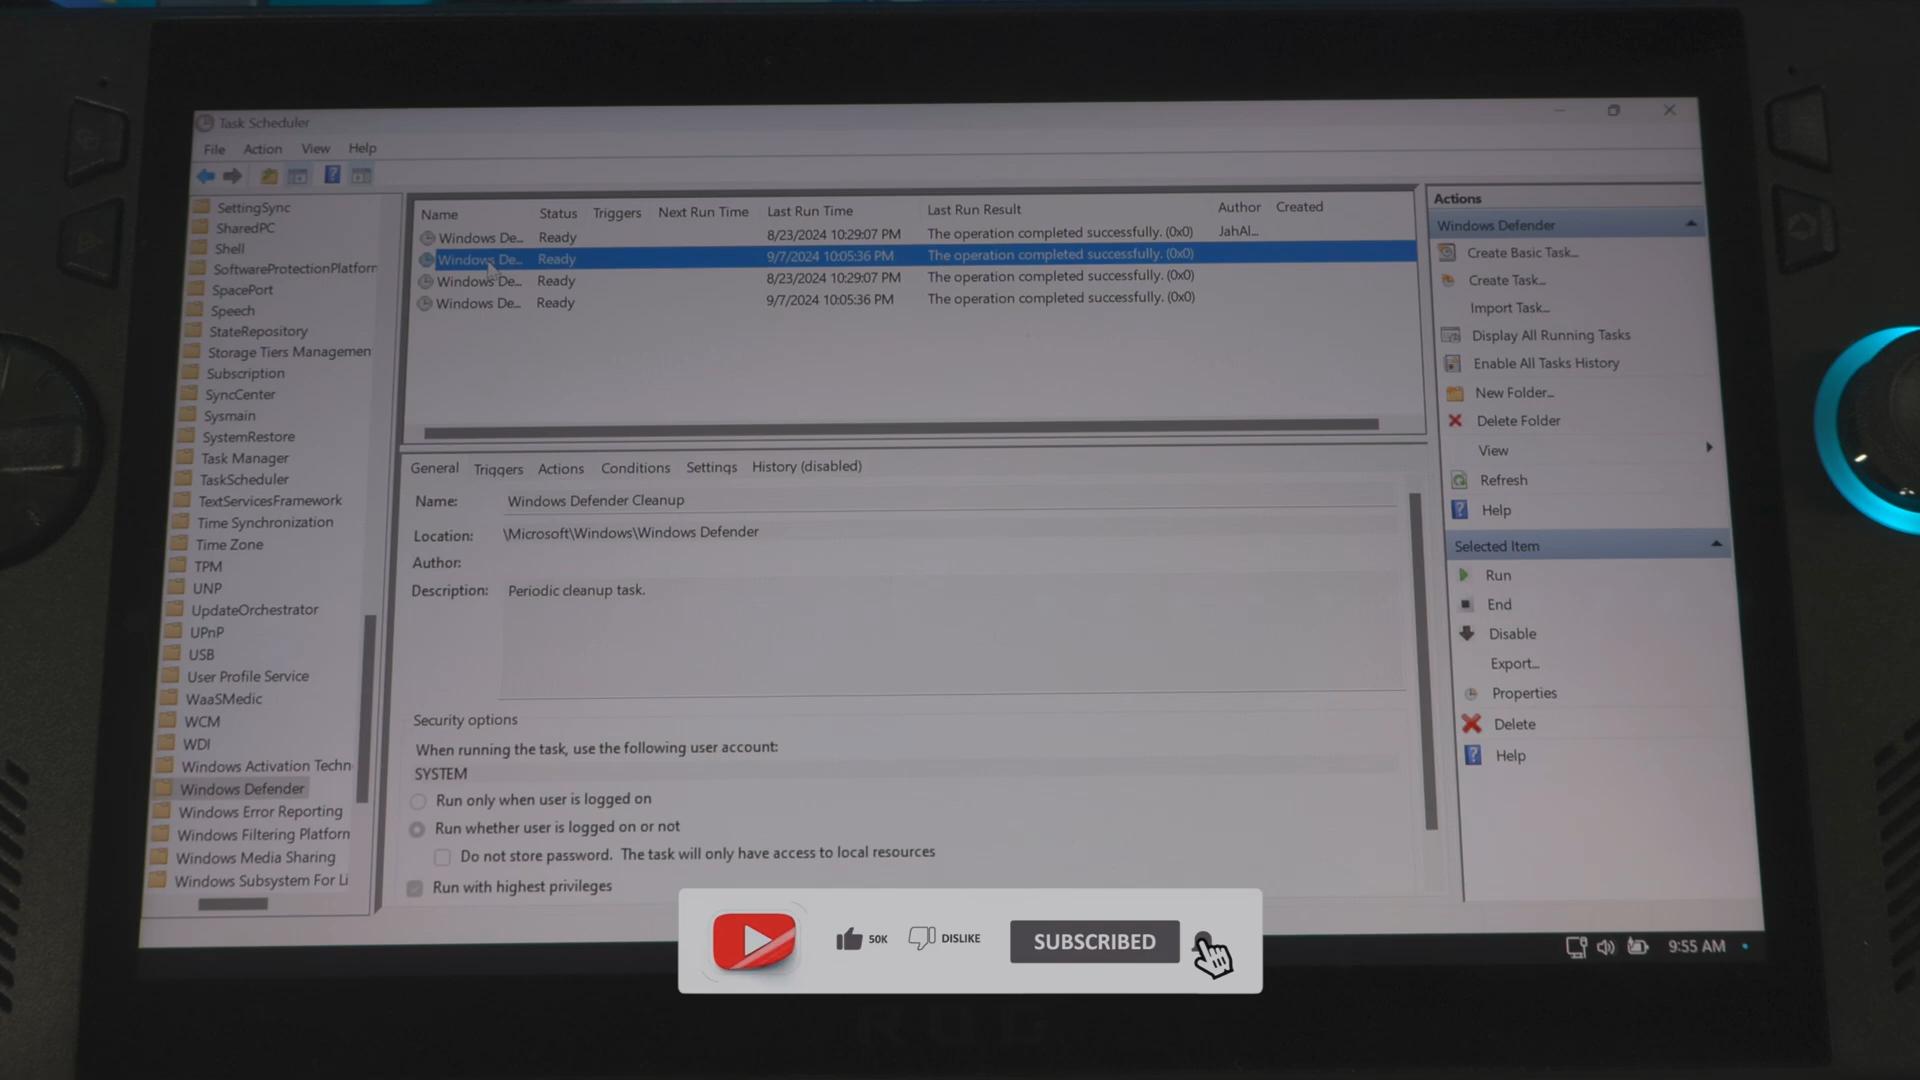 Task Scheduler
File Action View Help
SettingSync
SharedPC
Shell
SoftwareProtectionPlatforn
SpacePort
Speech
StateRepository
Storage Tiers Managemen
Subscription
SyncCenter
Sysmain
SystemRestore
Task Manager
TaskScheduler
TextServicesFramework
Time Synchronization
Time Zone
TPM
UNP
UpdateOrchestrator
UPnP
USB
User Profile Service
WaaSMedic
WCM
WDI
Windows Activation Techn
Windows Defender
Windows Error Reporting
Windows Filtering Platforn
Windows Media Sharing
Windows Subsystem For Li
Name Status Triggers Next Run Time Last Run Time Last Run Result Author Created
Windows De... Ready 8/23/2024 10:29:07 PM The operation completed successfully. (0x0) JahAl...
Windows De... Ready 9/7/2024 10:05:36 PM The operation completed successfully. (0x0)
Windows De... Ready 8/23/2024 10:29:07 PM The operation completed successfully. (0x0)
Windows De... Ready 9/7/2024 10:05:36 PM The operation completed successfully. (0x0)
General Triggers Actions Conditions Settings History (disabled)
Name: Windows Defender Cleanup
Location: \Microsoft\Windows\Windows Defender
Author:
Description: Periodic cleanup task.
Security options
When running the task, use the following user account:
SYSTEM
Run only when user is logged on
Run whether user is logged on or not
Do not store password. The task will only have access to local resources
Run with highest privileges
Actions
Windows Defender
Create Basic Task...
Create Task...
Import Task...
Display All Running Tasks
Enable All Tasks History
New Folder...
Delete Folder
View
Refresh
Help
Selected Item
Run
End
Disable
Export...
Properties
Delete
Help
50K DISLIKE SUBSCRIBED
9:55 AM
ROG